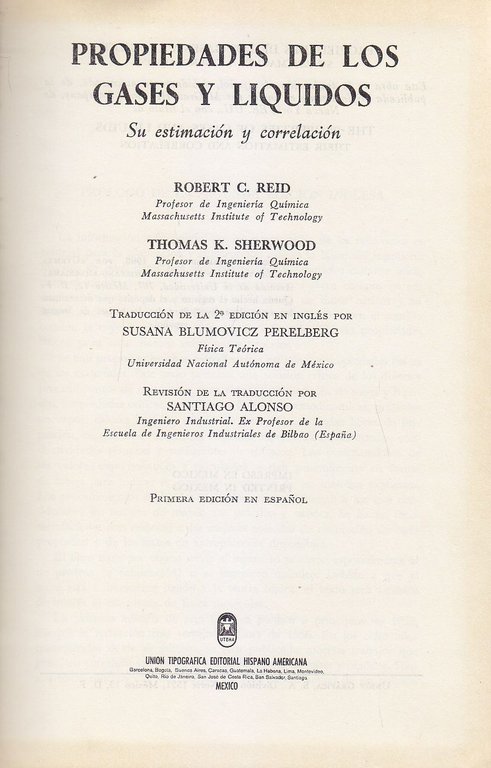 PROPIEDADES DE LOS
GASES Y LIQUIDOS
Su estimación y correlación
ROBERT C. REID
Profesor de Ingeniería Química
Massachusetts Institute of Technology
THOMAS K. SHERWOOD
Profesor de Ingeniería Química
Massachusetts Institute of Technology
TRADUCCIÓN DE LA 2ª EDICIÓN EN INGLÉS POR
SUSANA BLUMOVICZ PERELBERG
Física Teórica
Universidad Nacional Autónoma de México
REVISIÓN DE LA TRADUCCIÓN POR
SANTIAGO ALONSO
Ingeniero Industrial. Ex Profesor de la
Escuela de Ingenieros Industriales de Bilbao (España)
PRIMERA EDICIÓN EN ESPAÑOL
UTEHA
UNION TIPOGRAFICA EDITORIAL HISPANO AMERICANA
Barcelona, Bogotá, Buenos Aires, Caracas, Guatemala, La Habana, Lima, Montevideo,
Quito, Rio de Janeiro, San José de Costa Rica, San Salvador, Santiago
MEXICO